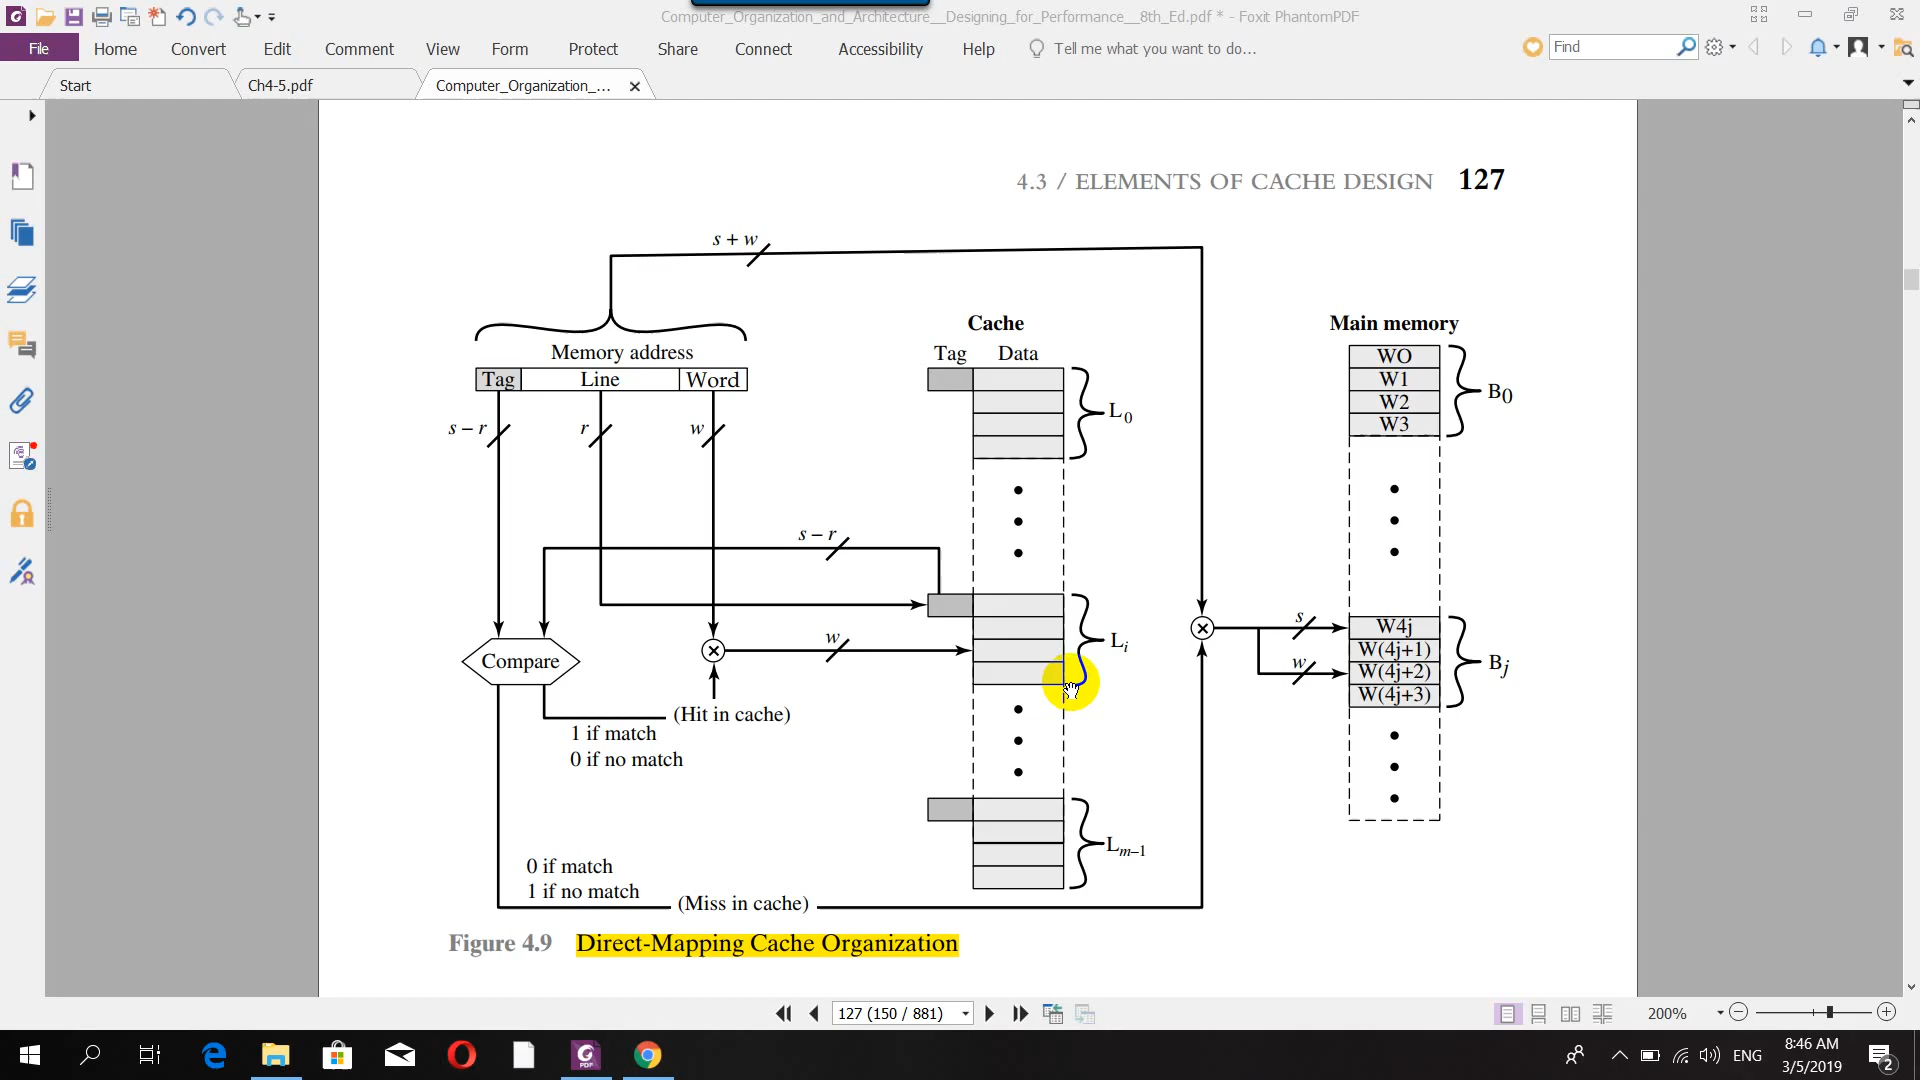 Computer_Organization_and_Architecture__Designing_for_Performance__8th_Ed.pdf * - Foxit PhantomPDF
File Home Convert Edit Comment View Form Protect Share Connect Accessibility Help Tell me what you want to do... Find
Start Ch4-5.pdf Computer_Organization_...
4.3 / ELEMENTS OF CACHE DESIGN 127
s + w
Cache Main memory
Memory address Tag Data
Tag Line Word
s – r r w
L0
W0
W1
W2
W3
B0
s – r
Li
w
Compare
s
w
W4j
W(4j+1)
W(4j+2)
W(4j+3)
Bj
(Hit in cache)
1 if match
0 if no match
Lm–1
0 if match
1 if no match
(Miss in cache)
Figure 4.9 Direct-Mapping Cache Organization
127 (150 / 881) 200%
PDF
ENG
8:46 AM
3/5/2019
2